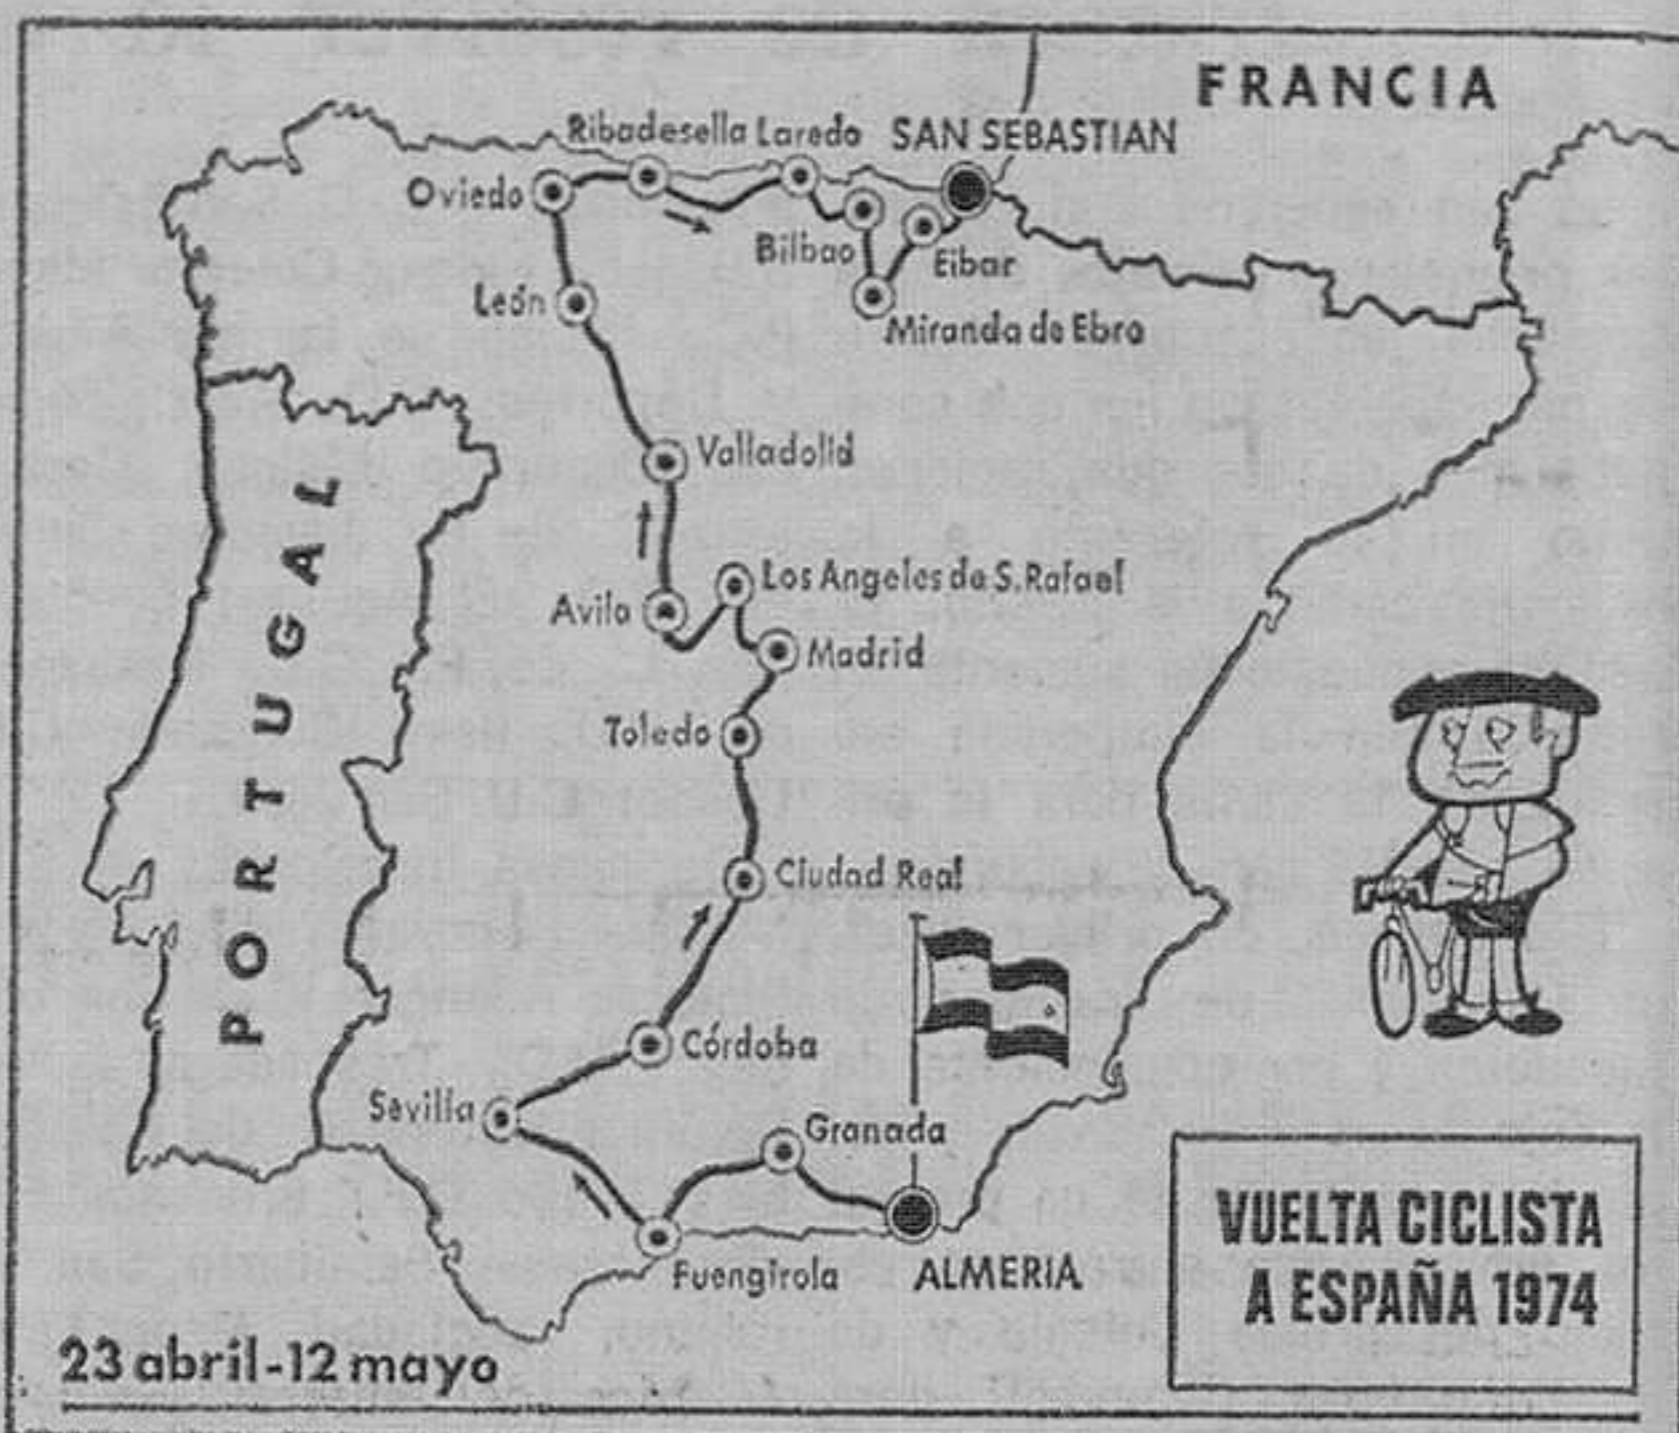 FRANCIA
Ribadesella Laredo SAN SEBASTIAN
Oviedo
Bilbao
Eibar
León
Miranda de Ebro
Valladolid
PORTUGAL
Los Angeles de S. Rafael
Avila
Madrid
Toledo
Ciudad Real
Córdoba
Sevilla
Granada
Fuengirola
ALMERIA
VUELTA CICLISTA
A ESPAÑA 1974
23 abril-12 mayo